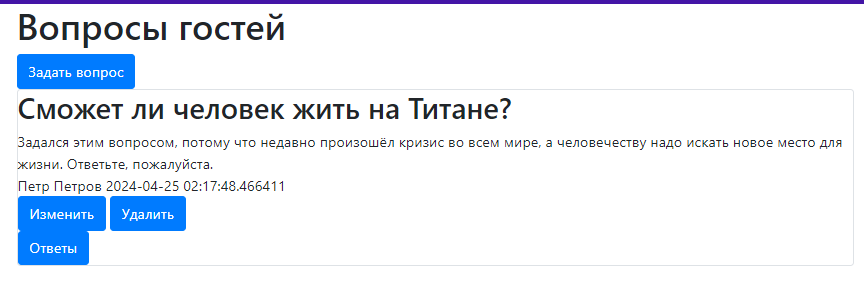 Вопросы гостей
Задать вопрос
Сможет ли человек жить на Титане?
Задался этим вопросом, потому что недавно произошёл кризис во всем мире, а человечеству надо искать новое место для
жизни. Ответьте, пожалуйста.
Петр Петров 2024-04-25 02:17:48.466411
Изменить Удалить
Ответы